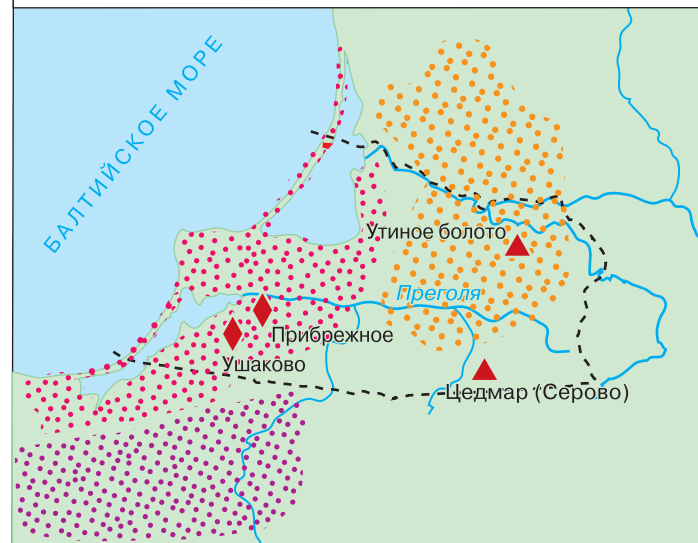 БАЛТИЙСКОЕ МОРЕ
Утиное болото
Преголя
Прибрежное
Ушаково
Цедмар (Серово)